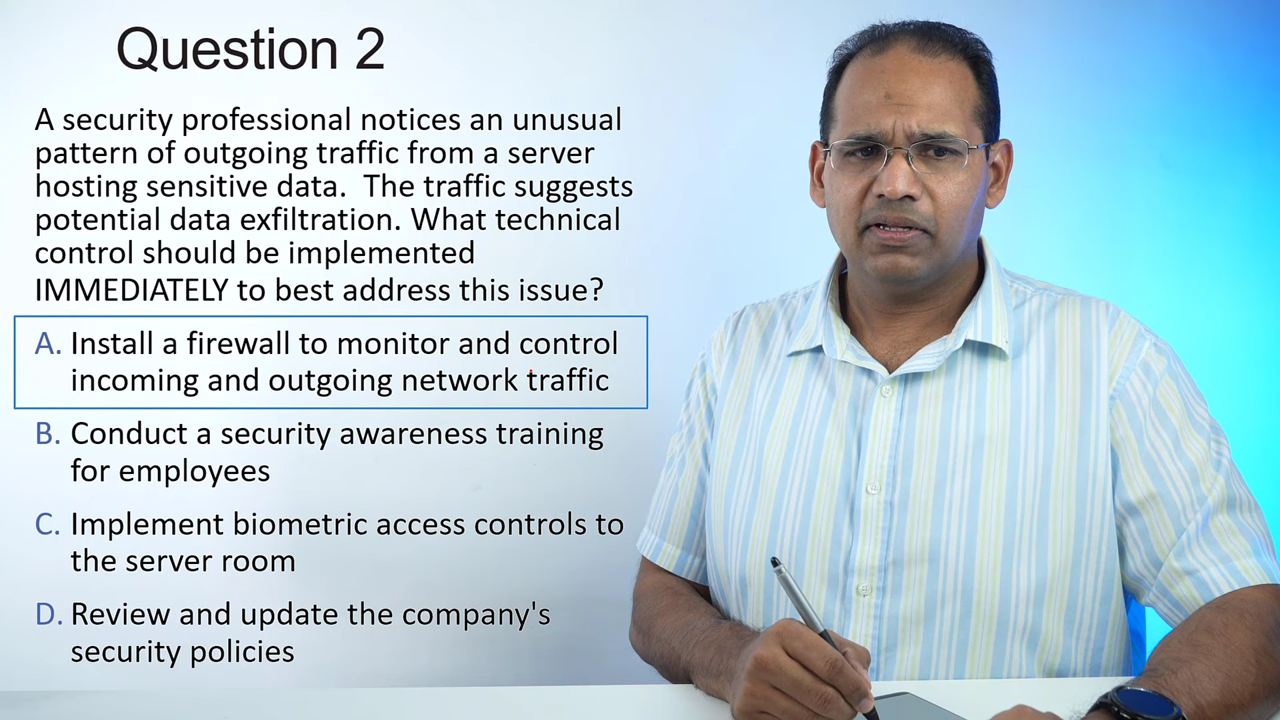 Question 2
A security professional notices an unusual
pattern of outgoing traffic from a server
hosting sensitive data.  The traffic suggests
potential data exfiltration. What technical
control should be implemented
IMMEDIATELY to best address this issue?
A. Install a firewall to monitor and control
incoming and outgoing network traffic
B. Conduct a security awareness training
for employees
C. Implement biometric access controls to
the server room
D. Review and update the company's
security policies